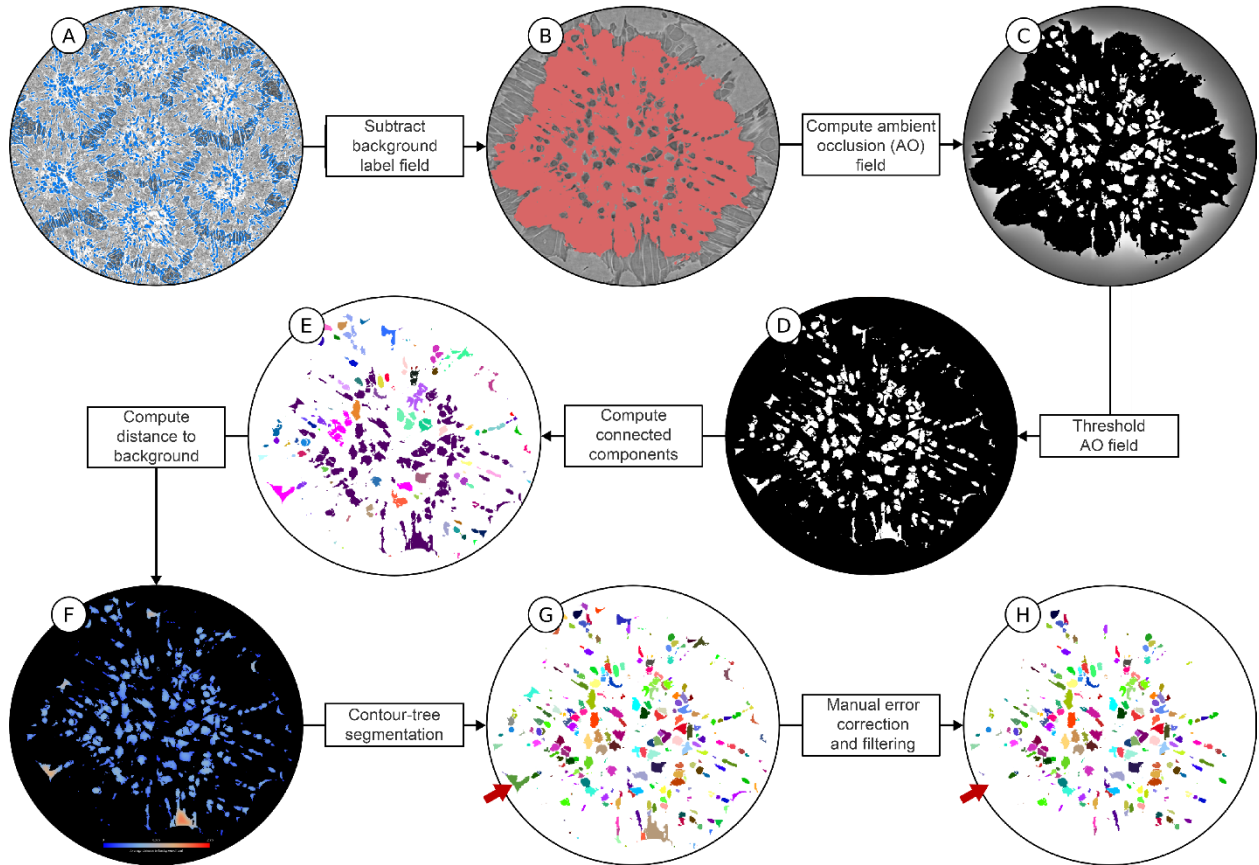 A
B
C
Subtract
background
label field
Compute ambient
occlusion (AO)
field
E
D
Compute
distance to
background
Compute
connected
components
Threshold
AO field
F
G
H
Contour-tree
segmentation
Manual error
correction
and filtering